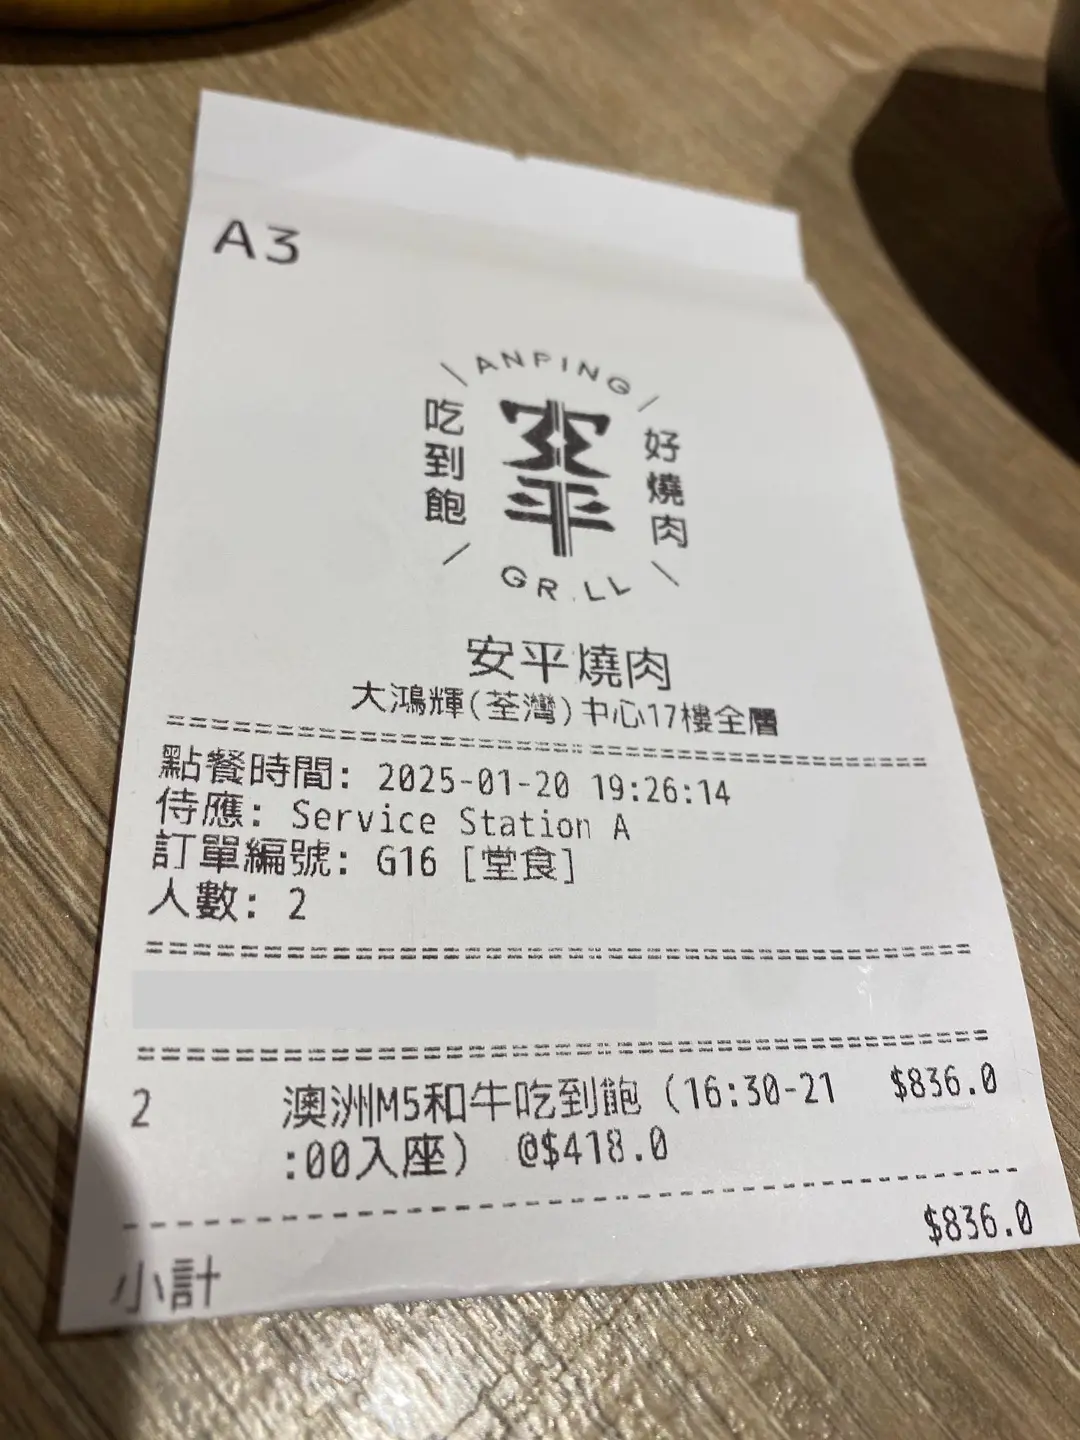 A3
ANPING
吃到飽
安平
好燒肉
GRILL
安平燒肉
大鴻輝(荃灣)中心17樓全層
點餐時間: 2025-01-20 19:26:14
侍應: Service Station A
訂單編號: G16 [堂食]
人數: 2
2 澳洲M5和牛吃到飽 (16:30-21 $836.0
:00入座) @$418.0
小計 $836.0